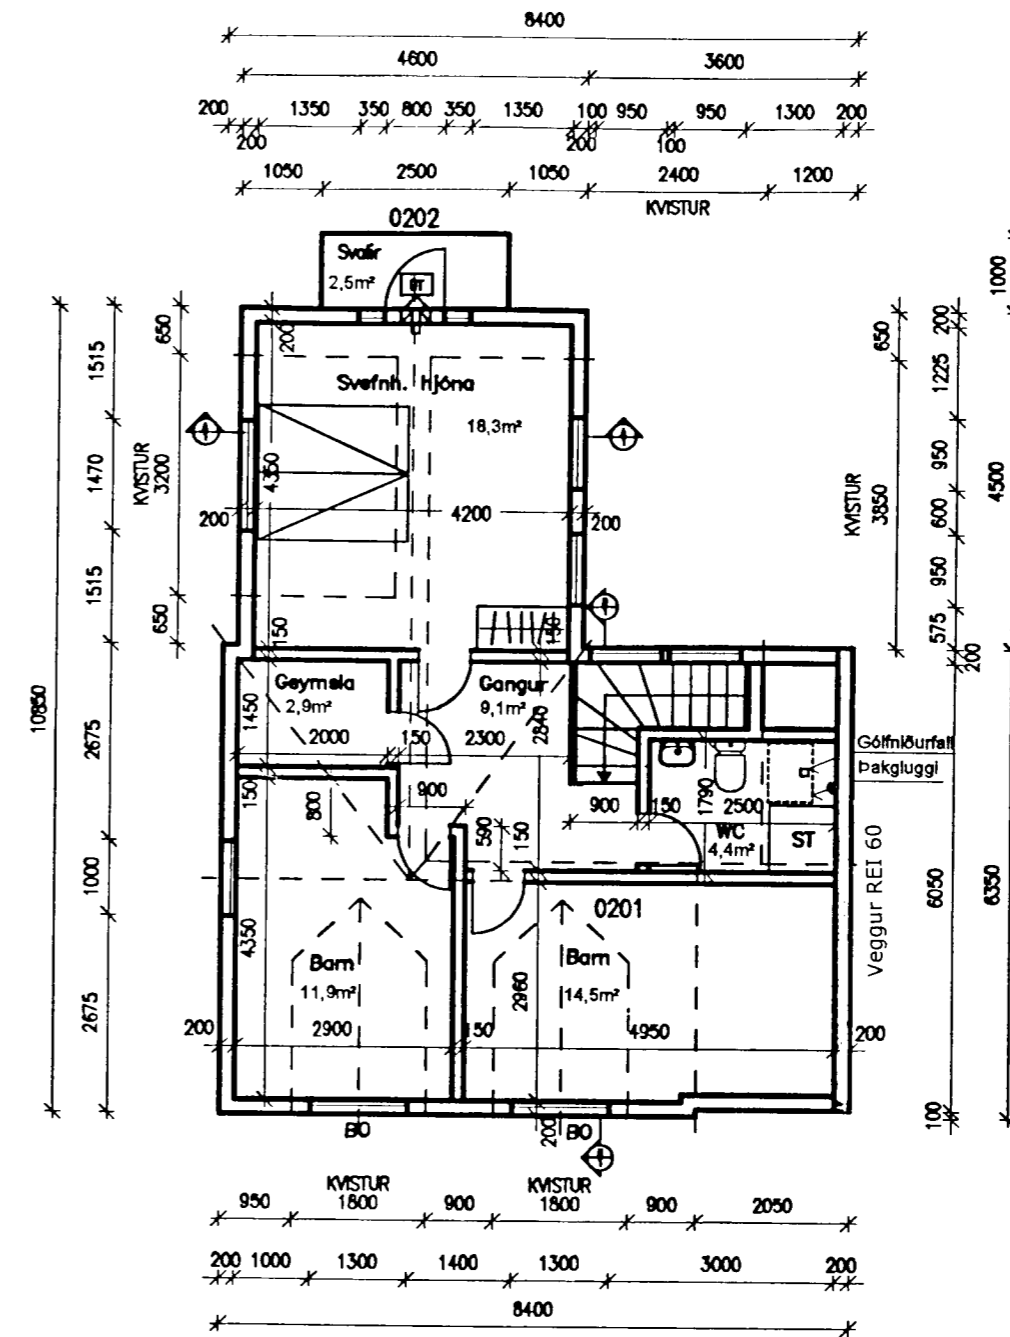 8400
4600 3600
200 1350 350 800 350 1350 100 950 950 1300 200
200 200 100
1050 2500 1050 2400 1200
KVISTUR
0202
Svalir
2,5m²
1000
650 200 650 200
1515 1225
Svefnh. hjóna
18,3m²
KVISTUR 3200 1470 4350 950 4500
200 4200 200 KVISTUR 3850 600
1515 950
650 150 150 575
200
10850
Geymsla Gangur
2,9m² 9,1m²
1450 2840
2675 2000 150 2300
Gólfniðurfall
Þakgluggi
150 800 900 900 150 1790 2500
590 150 WC ST
4,4m²
1000 6050 6350
Veggur REI 60
0201
4350
Barn Barn
11,9m² 14,5m²
2960
2675
200 2900 150 4950 200
100
BO 200 BO
KVISTUR KVISTUR
950 1800 900 1800 900 2050
200 1000 1300 1400 1300 3000 200
8400